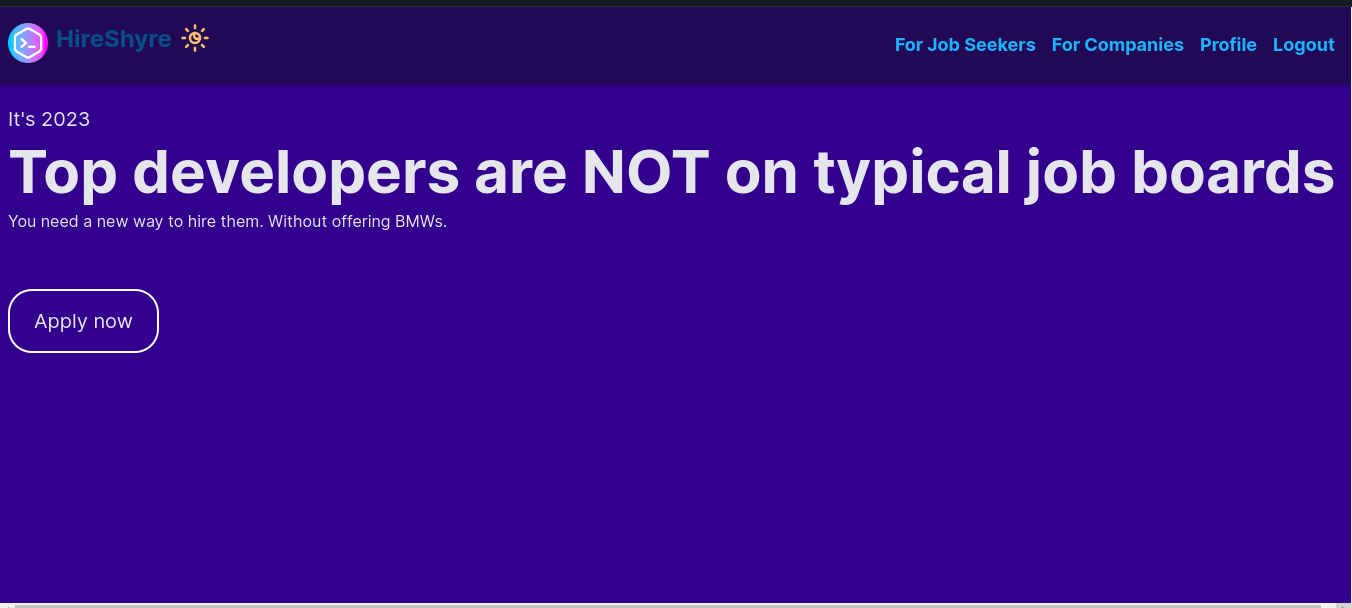 HireShyre
For Job Seekers For Companies Profile Logout
It's 2023
Top developers are NOT on typical job boards
You need a new way to hire them. Without offering BMWs.
Apply now